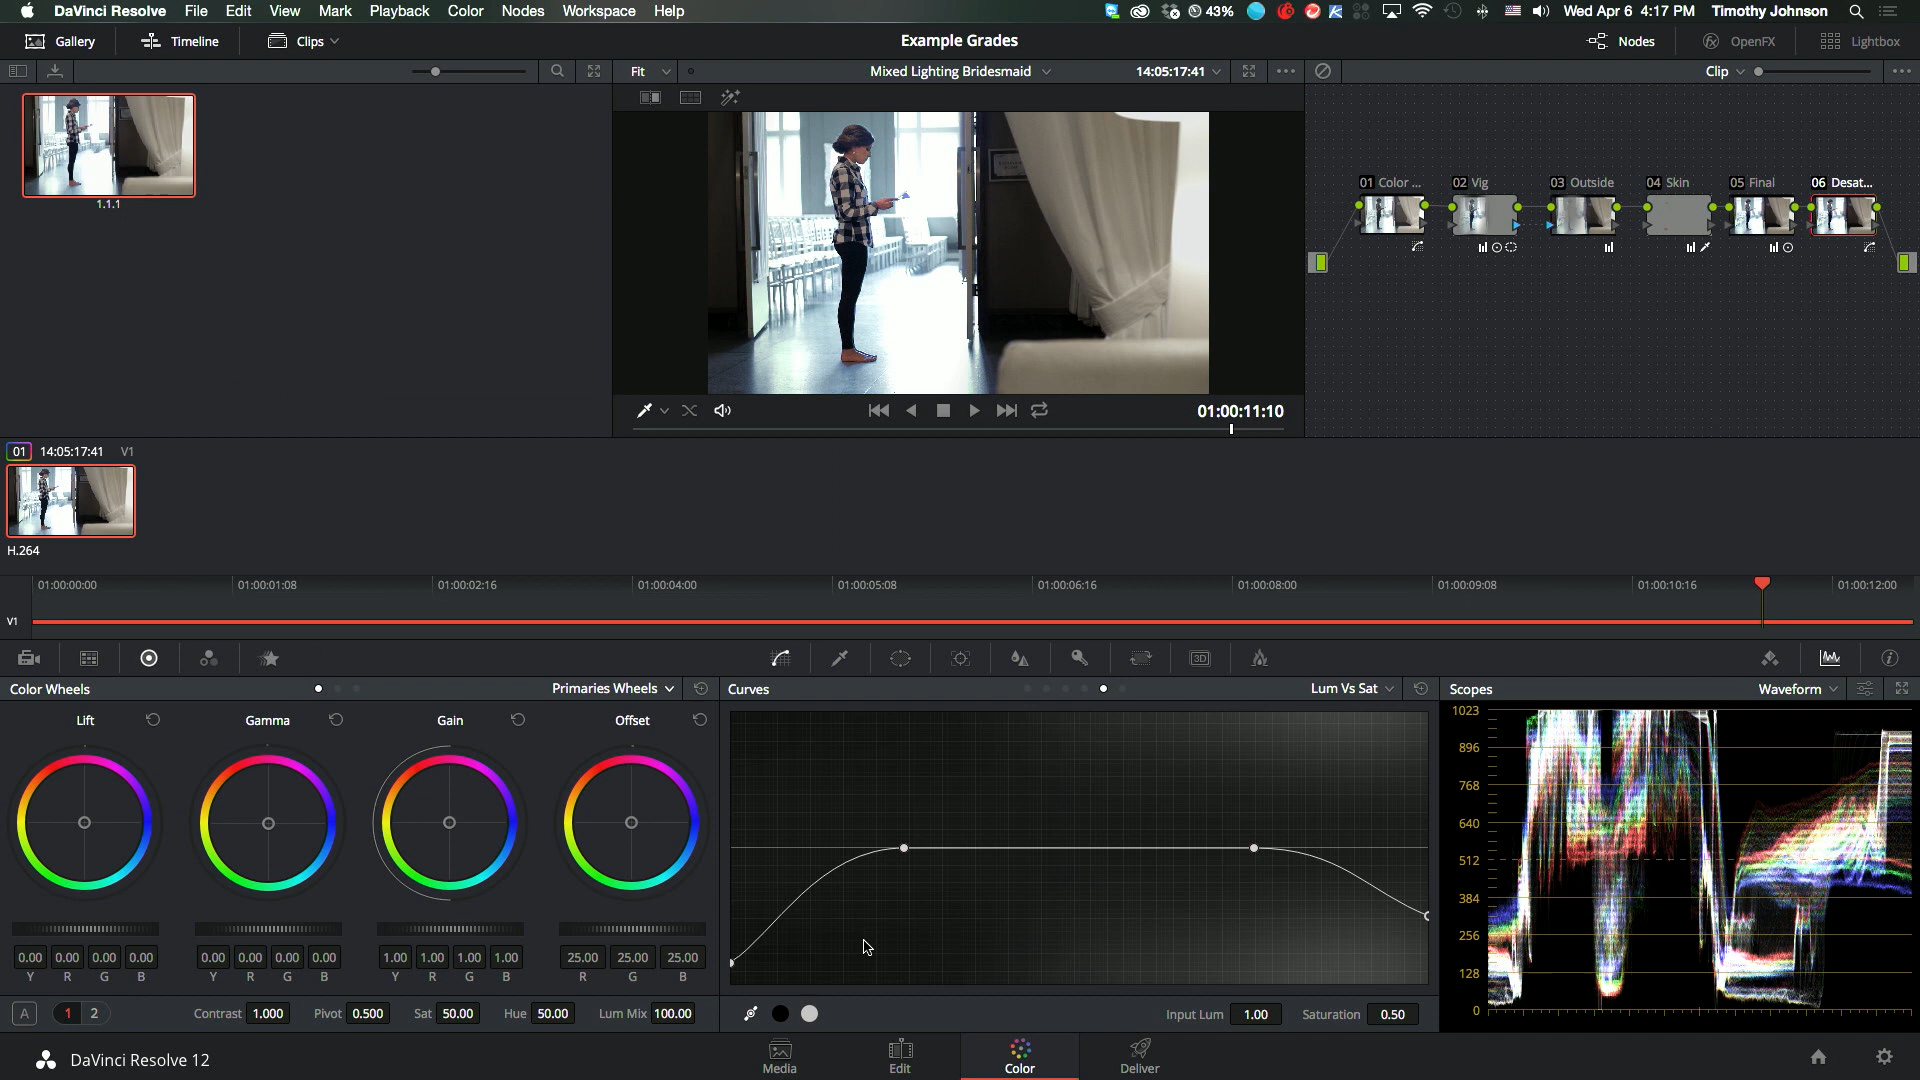 DaVinci Resolve File Edit View Mark Playback Color Nodes Workspace Help 43% Wed Apr 6 4:17 PM Timothy Johnson
Gallery Timeline Clips Example Grades Nodes OpenFX Lightbox
Fit Mixed Lighting Bridesmaid 14:05:17:41 Clip
1.1.1
01 Color ... 02 Vig 03 Outside 04 Skin 05 Final 06 Desat...
01:00:11:10
01 14:05:17:41 V1
H.264
01:00:00:00 01:00:01:08 01:00:02:16 01:00:04:00 01:00:05:08 01:00:06:16 01:00:08:00 01:00:09:08 01:00:10:16 01:00:12:00
V1
3D
Color Wheels Primaries Wheels Curves Lum Vs Sat Scopes Waveform
Lift Gamma Gain Offset
1023
896
768
640
512
384
256
128
0
0.00 0.00 0.00 0.00 0.00 0.00 0.00 0.00 1.00 1.00 1.00 1.00 25.00 25.00 25.00
Y R G B Y R G B Y R G B R G B
A 1 2 Contrast 1.000 Pivot 0.500 Sat 50.00 Hue 50.00 Lum Mix 100.00 Input Lum 1.00 Saturation 0.50
DaVinci Resolve 12 Media Edit Color Deliver